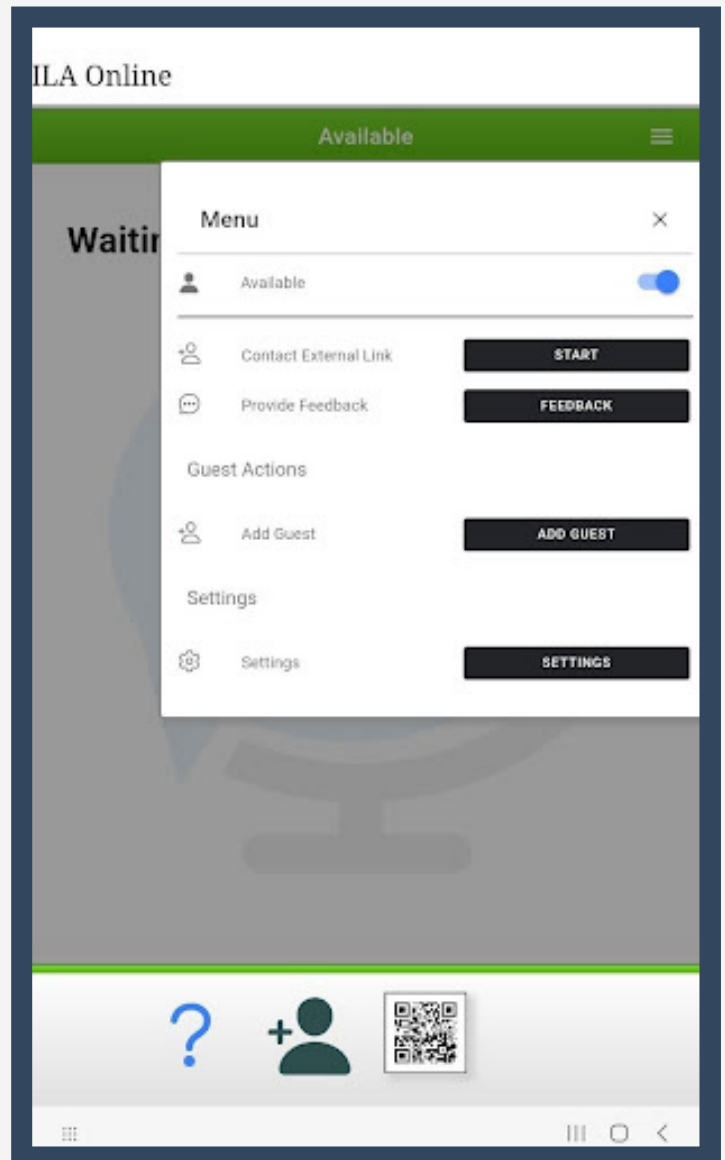 ILA Online
Available
Menu
Available
Contact External Link START
Provide Feedback FEEDBACK
Guest Actions
Add Guest ADD GUEST
Settings
Settings SETTINGS